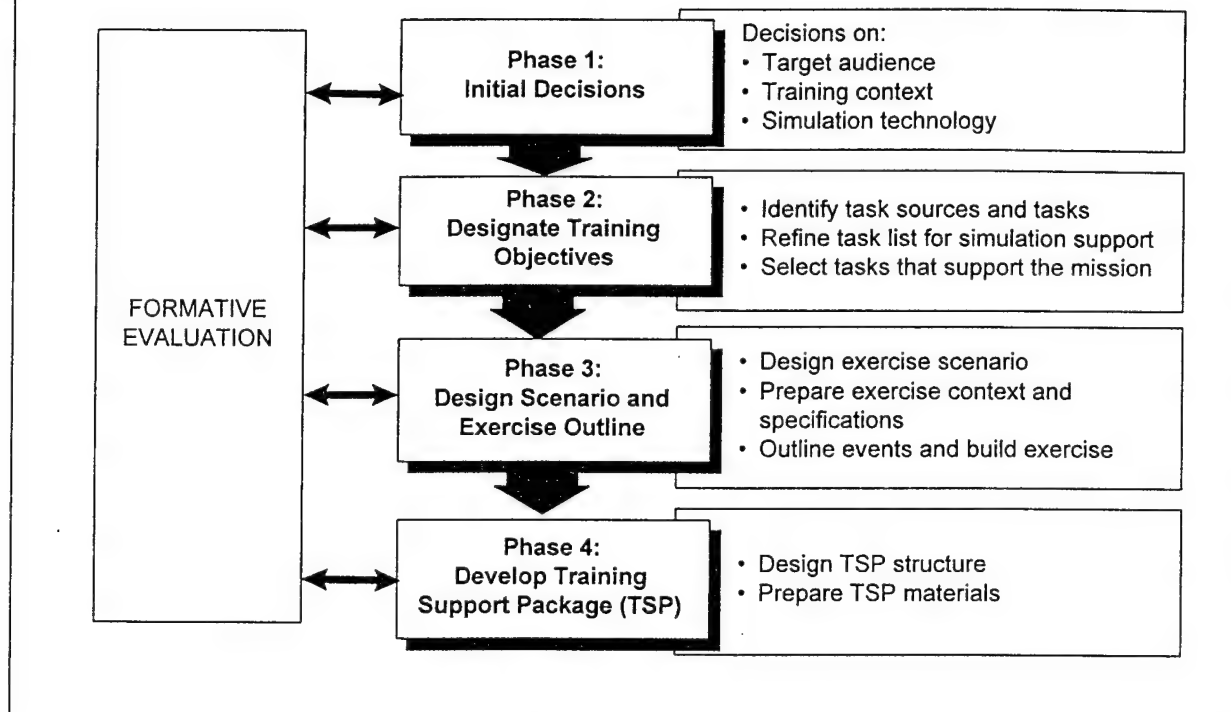 FORMATIVE
EVALUATION
Phase 1:
Initial Decisions
Decisions on:
• Target audience
• Training context
• Simulation technology
Phase 2:
Designate Training
Objectives
• Identify task sources and tasks
• Refine task list for simulation support
• Select tasks that support the mission
Phase 3:
Design Scenario and
Exercise Outline
• Design exercise scenario
• Prepare exercise context and
specifications
• Outline events and build exercise
Phase 4:
Develop Training
Support Package (TSP)
• Design TSP structure
• Prepare TSP materials